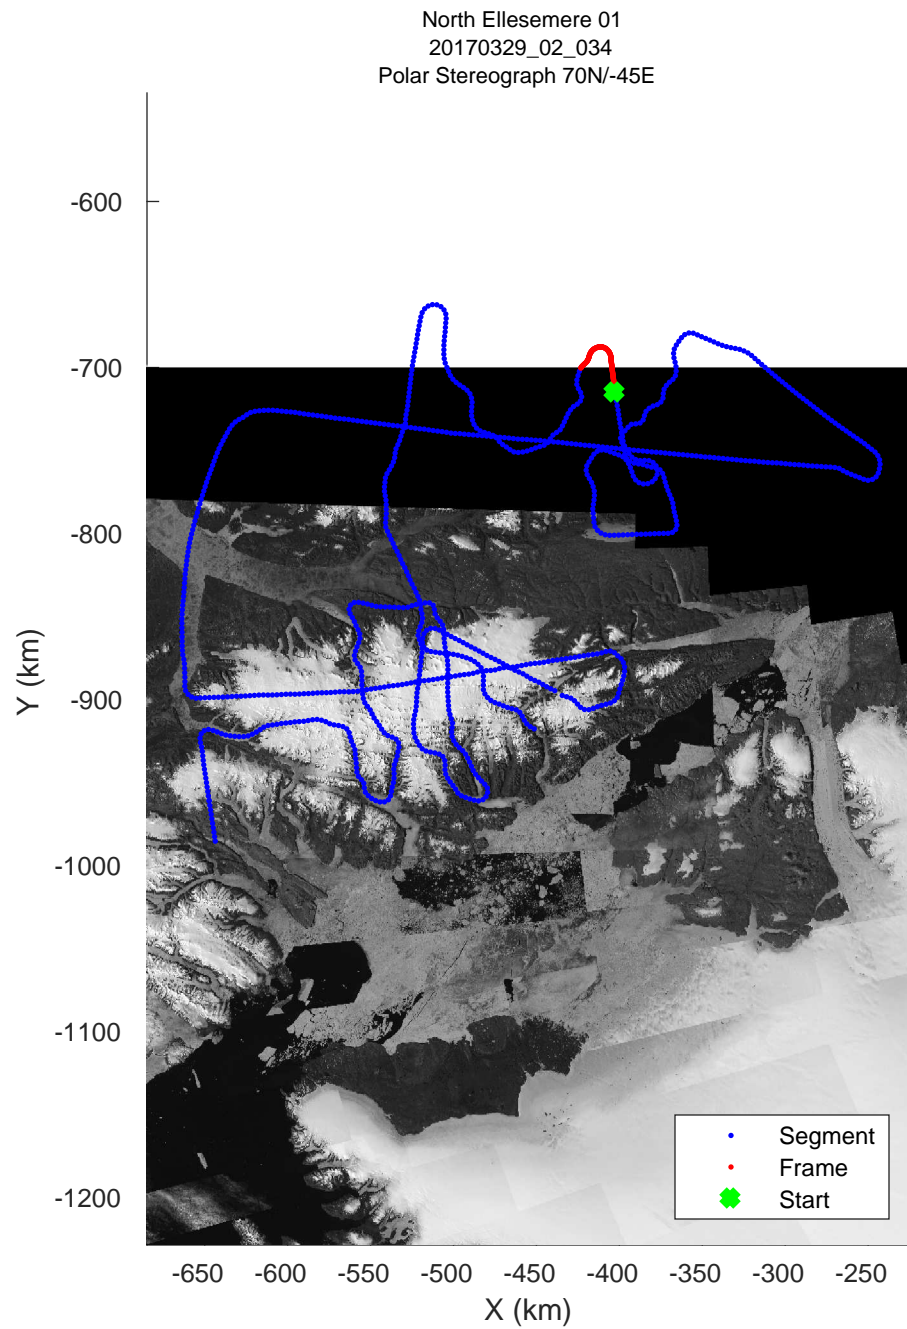 North Ellesemere 01
20170329_02_034
Polar Stereograph 70N/-45E
-600
-700
-800
-900
-1000
-1100
-1200
Y (km)
Segment
Frame
Start
-650 -600 -550 -500 -450 -400 -350 -300 -250
X (km)